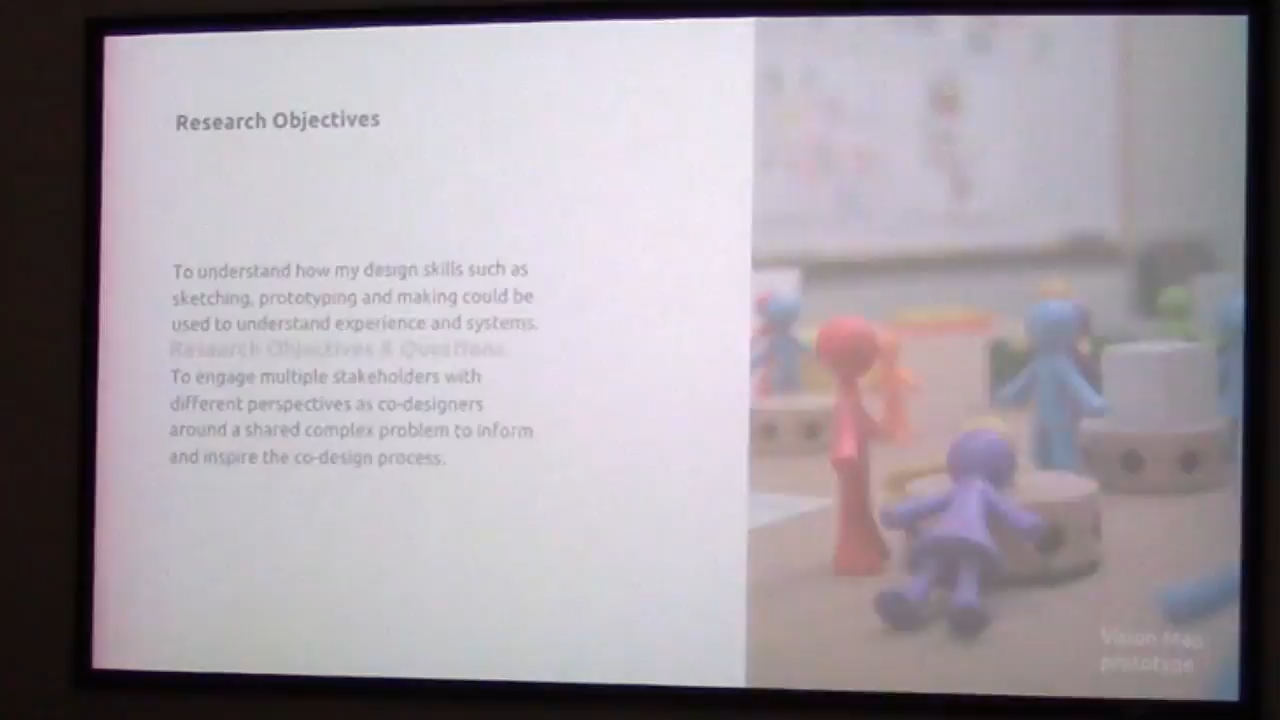 Research Objectives
To understand how my design skills such as
sketching, prototyping and making could be
used to understand experience and systems.
Research Objectives & Questions
To engage multiple stakeholders with
different perspectives as co-designers
around a shared complex problem to inform
and inspire the co-design process.
Vision Map
prototype